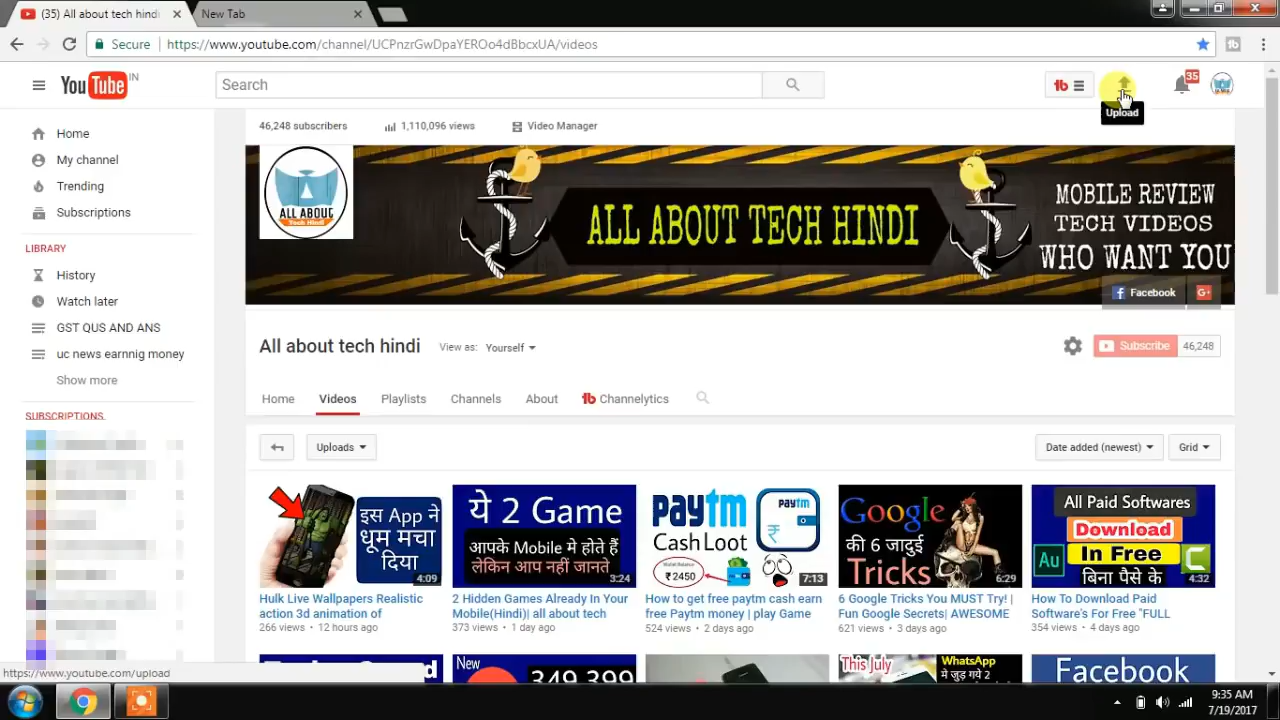 (35) All about tech hindi
New Tab
Secure
https://www.youtube.com/channel/UCPnzrGwDpaYEROo4dBbcxUA/videos
YouTube IN
Search
35
Upload
46,248 subscribers
1,110,096 views
Video Manager
Home
My channel
Trending
Subscriptions
LIBRARY
History
Watch later
GST QUS AND ANS
uc news earnnig money
Show more
SUBSCRIPTIONS
ALL ABOUT
Tech Hindi
ALL ABOUT TECH HINDI
MOBILE REVIEW
TECH VIDEOS
WHO WANT YOU
Facebook
G+
All about tech hindi
View as: Yourself
Subscribe 46,248
Home
Videos
Playlists
Channels
About
Channelytics
Uploads
Date added (newest)
Grid
इस App ने
धूम मचा
दिया
4:09
Hulk Live Wallpapers Realistic
action 3d animation of
266 views • 12 hours ago
ये 2 Game
आपके Mobile मे होते हैं
लेकिन आप नहीं जानते
3:24
2 Hidden Games Already In Your
Mobile(Hindi)| all about tech
373 views • 1 day ago
paytm
Cash Loot
paytm
₹ 2450
7:13
How to get free paytm cash earn
free Paytm money | play Game
524 views • 2 days ago
Google
की 6 जादुई
Tricks
6:29
6 Google Tricks You MUST Try! |
Fun Google Secrets| AWESOME
621 views • 3 days ago
All Paid Softwares
Download
Au
In Free
बिना पैसे के
4:32
How To Download Paid
Software's For Free "FULL
354 views • 4 days ago
New
349,399
This July
WhatsApp
मे जुड़ गये 2
Facebook
https://www.youtube.com/upload
9:35 AM
7/19/2017